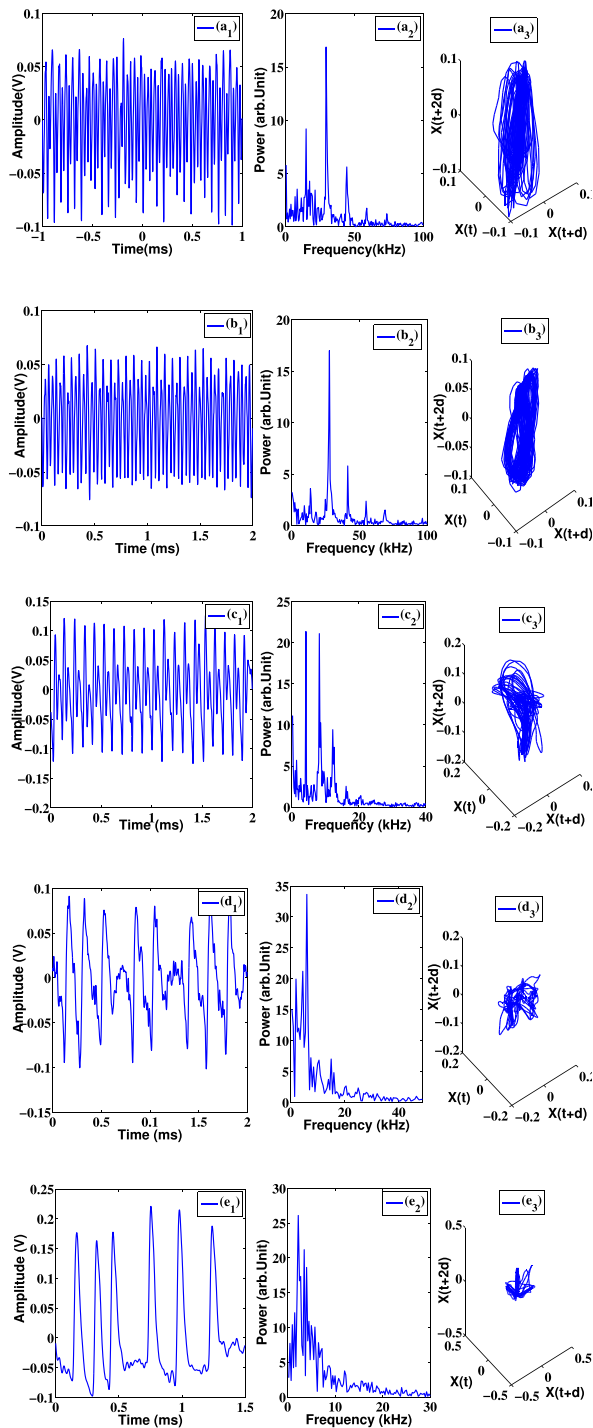 (a1)
Amplitude(V)
0.1
0.05
0
−0.05
−0.1
−1 −0.5 0 0.5 1
Time(ms)
(a2)
Power (arb.Unit)
20
15
10
5
0
0 50 100
Frequency(kHz)
(a3)
X(t+2d)
0.1
0
−0.1
0.1
0
−0.1
X(t)
−0.1 0 0.1
X(t+d)
(b1)
Amplitude(V)
0.1
0.05
0
−0.05
−0.1
0 0.5 1 1.5 2
Time (ms)
(b2)
Power (arb.Unit)
20
15
10
5
0
0 20 40 60 80 100
Frequency (kHz)
(b3)
X(t+2d)
0.1
0.05
0
−0.05
−0.1
0.1
0
−0.1
X(t)
−0.1 0 0.1
X(t+d)
(c1)
Amplitude(V)
0.15
0.1
0.05
0
−0.05
−0.1
−0.15
−0.2
0 0.5 1 1.5 2
Time (ms)
(c2)
Power (arb.Unit)
25
20
15
10
5
0
0 10 20 30 40
Frequency (kHz)
(c3)
X(t+2d)
0.2
0.1
0
−0.1
−0.2
0.2
0
−0.2
X(t)
−0.2 0 0.2
X(t+d)
(d1)
Amplitude (V)
0.1
0.05
0
−0.05
−0.1
−0.15
0 0.5 0.1 1.5 2.0
Time (ms)
(d2)
Power (arb.Unit)
35
30
25
20
15
10
5
0
0 20 40
Frequency (kHz)
(d3)
X(t+2d)
0.2
0.1
0
−0.1
−0.2
0.2
0
−0.2
X(t)
−0.2 0 0.2
X(t+d)
(e1)
Amplitude (V)
0.25
0.2
0.15
0.1
0.05
0
−0.05
−0.1
0 0.5 1 1.5
Time (ms)
(e2)
Power (arb.Unit)
30
25
20
15
10
5
0
0 10 20 30
Frequency (kHz)
(e3)
X(t+2d)
0.5
0
−0.5
0.5
0
−0.5
X(t)
−0.5 0 0.5
X(t+d)